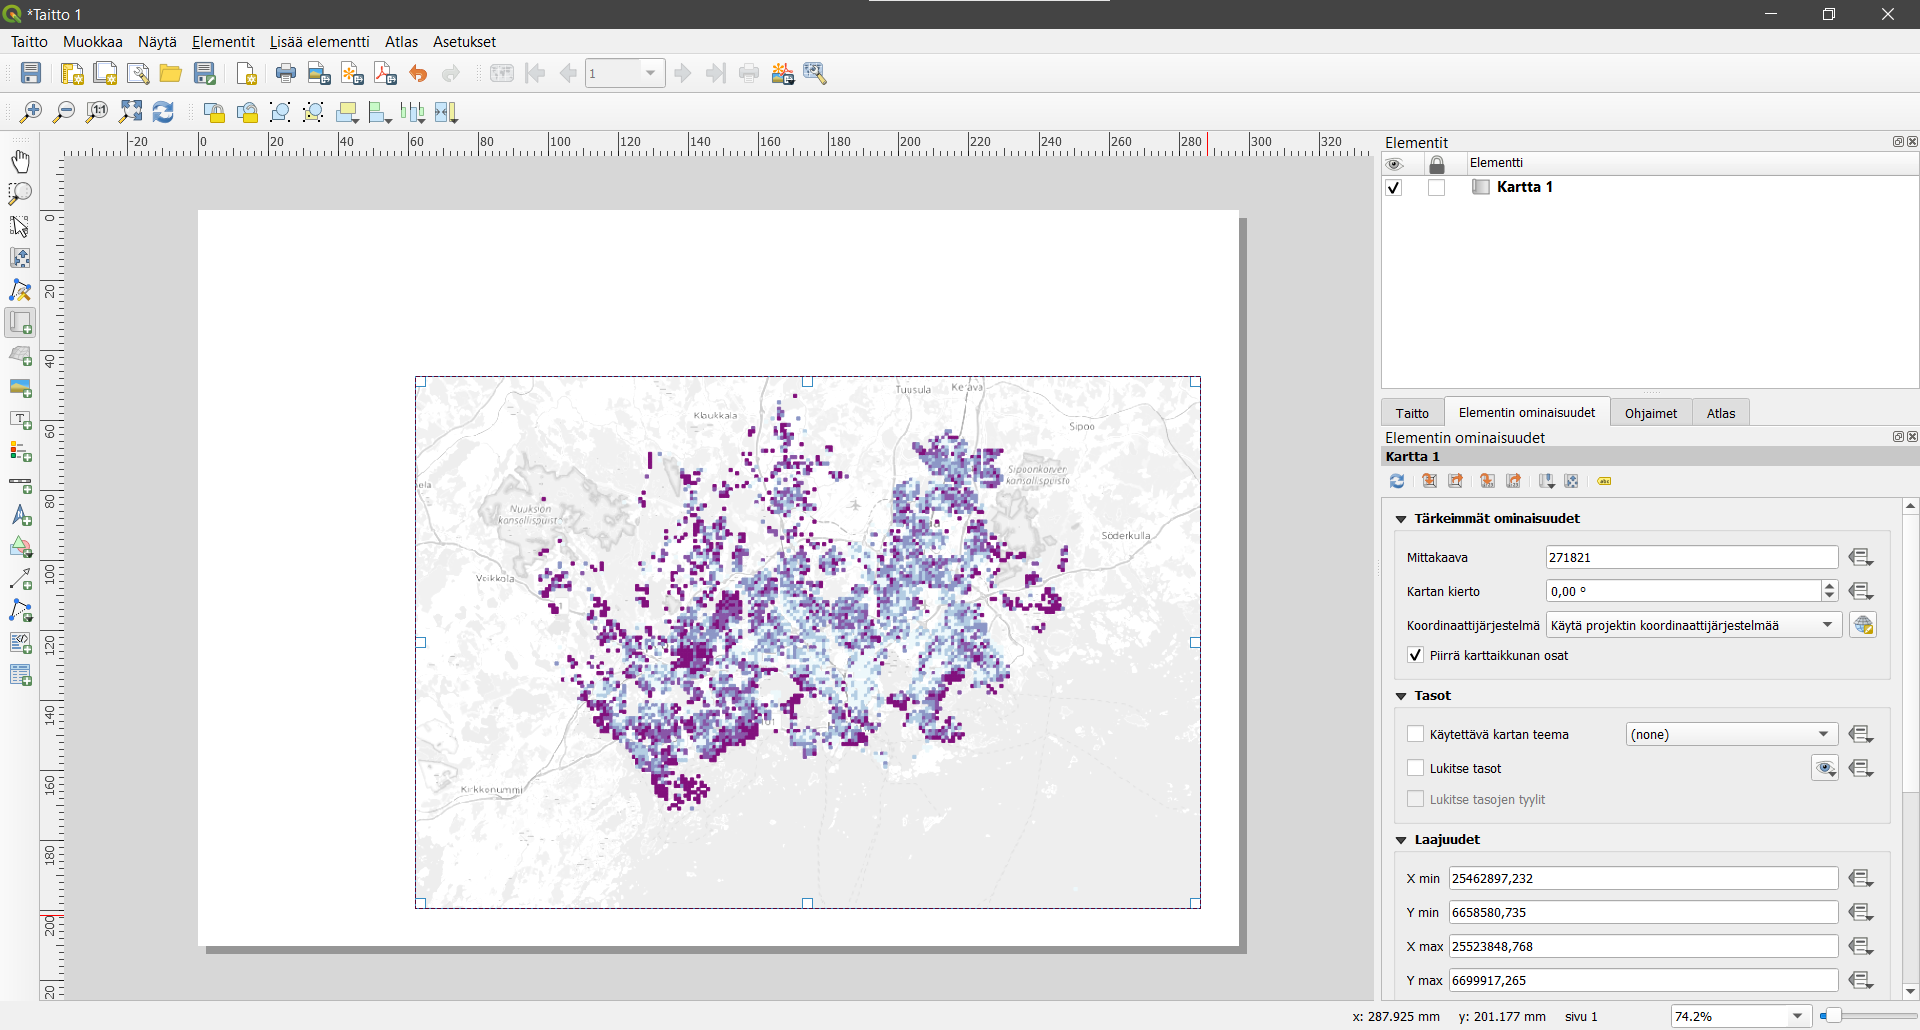 *Taitto 1
Taitto Muokkaa Näytä Elementit Lisää elementti Atlas Asetukset
1
-20 0 20 40 60 80 100 120 140 160 180 200 220 240 260 280 300 320
0
20
40
60
80
100
120
140
160
180
200
20
Tuusula Kerava
Klaukkala
Sipoo
Sipoonkorven
kansallispuisto
ela
Nuuksion
kansallispuist
Söderkulla
Veikkola
Kirkkonummi
Elementit
Elementti
Kartta 1
Taitto Elementin ominaisuudet Ohjaimet Atlas
Elementin ominaisuudet
Kartta 1
abc
Tärkeimmät ominaisuudet
Mittakaava 271821
Kartan kierto 0,00 °
Koordinaattijärjestelmä Käytä projektin koordinaattijärjestelmää
Piirrä karttaikkunan osat
Tasot
Käytettävä kartan teema (none)
Lukitse tasot
Lukitse tasojen tyylit
Laajuudet
X min 25462897,232
Y min 6658580,735
X max 25523848,768
Y max 6699917,265
x: 287.925 mm y: 201.177 mm sivu 1 74.2%